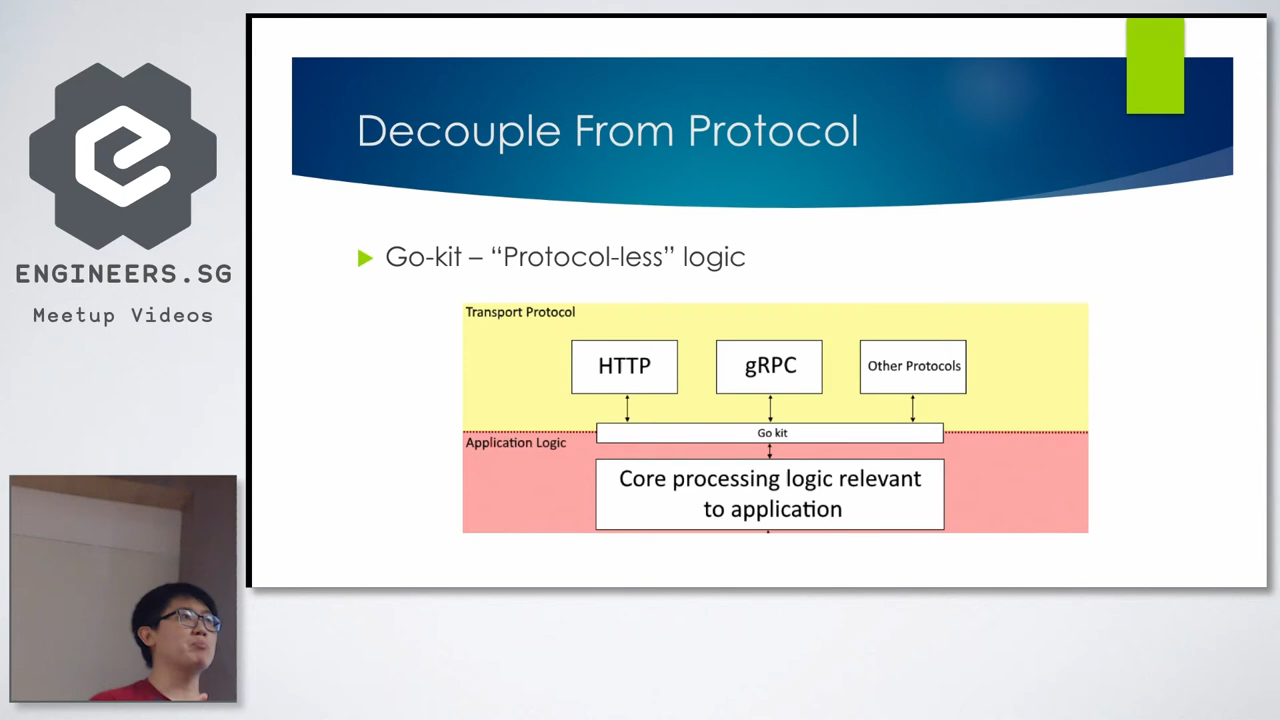 ENGINEERS.SG
Meetup Videos
Decouple From Protocol
Go-kit – “Protocol-less” logic
Transport Protocol
HTTP
gRPC
Other Protocols
Go kit
Application Logic
Core processing logic relevant
to application